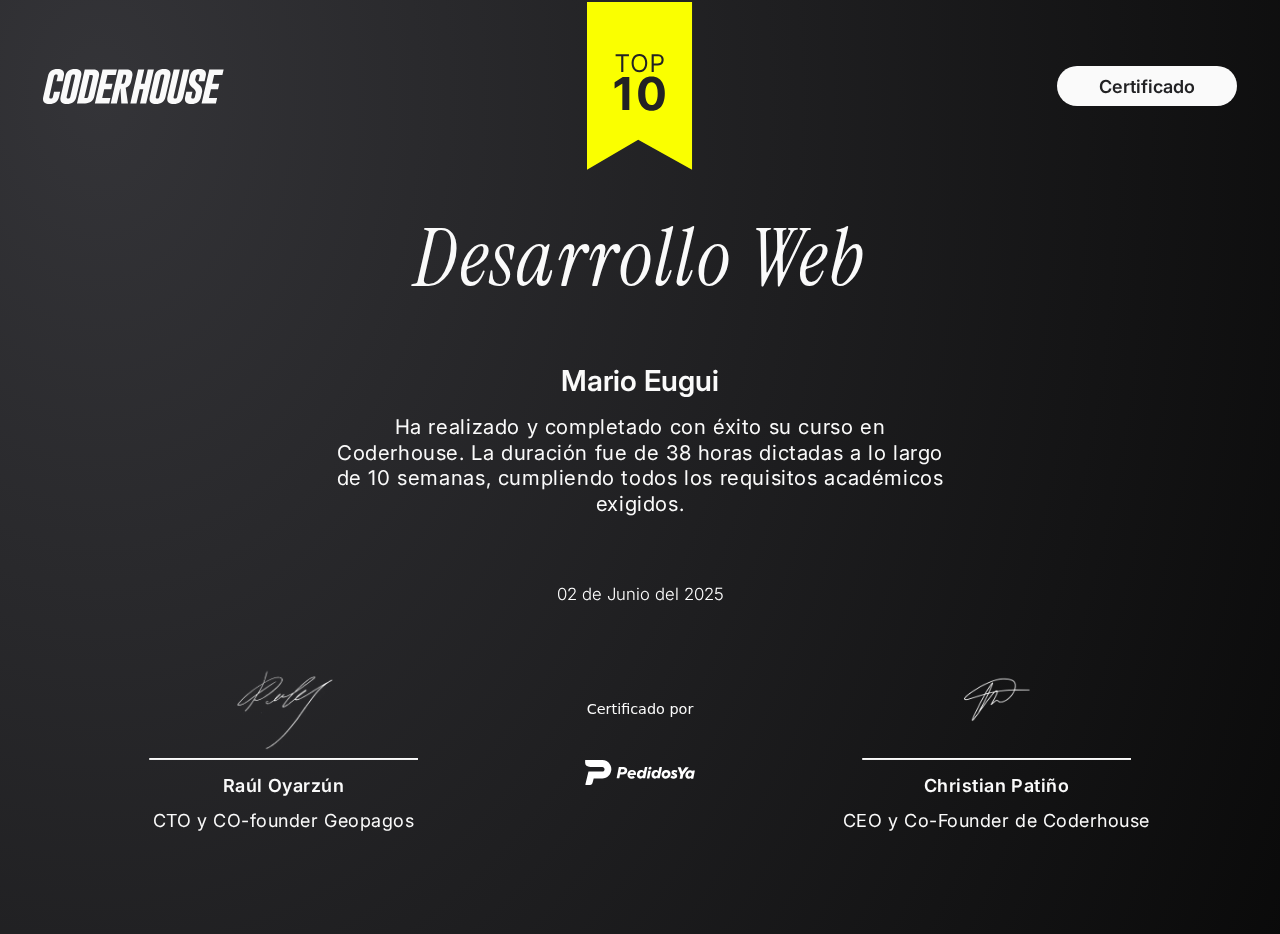 CODERHOUSE
TOP
10
Certificado
Desarrollo Web
Mario Eugui
Ha realizado y completado con éxito su curso en
Coderhouse. La duración fue de 38 horas dictadas a lo largo
de 10 semanas, cumpliendo todos los requisitos académicos
exigidos.
02 de Junio del 2025
Certificado por
PedidosYa
Raúl Oyarzún
CTO y CO-founder Geopagos
Christian Patiño
CEO y Co-Founder de Coderhouse